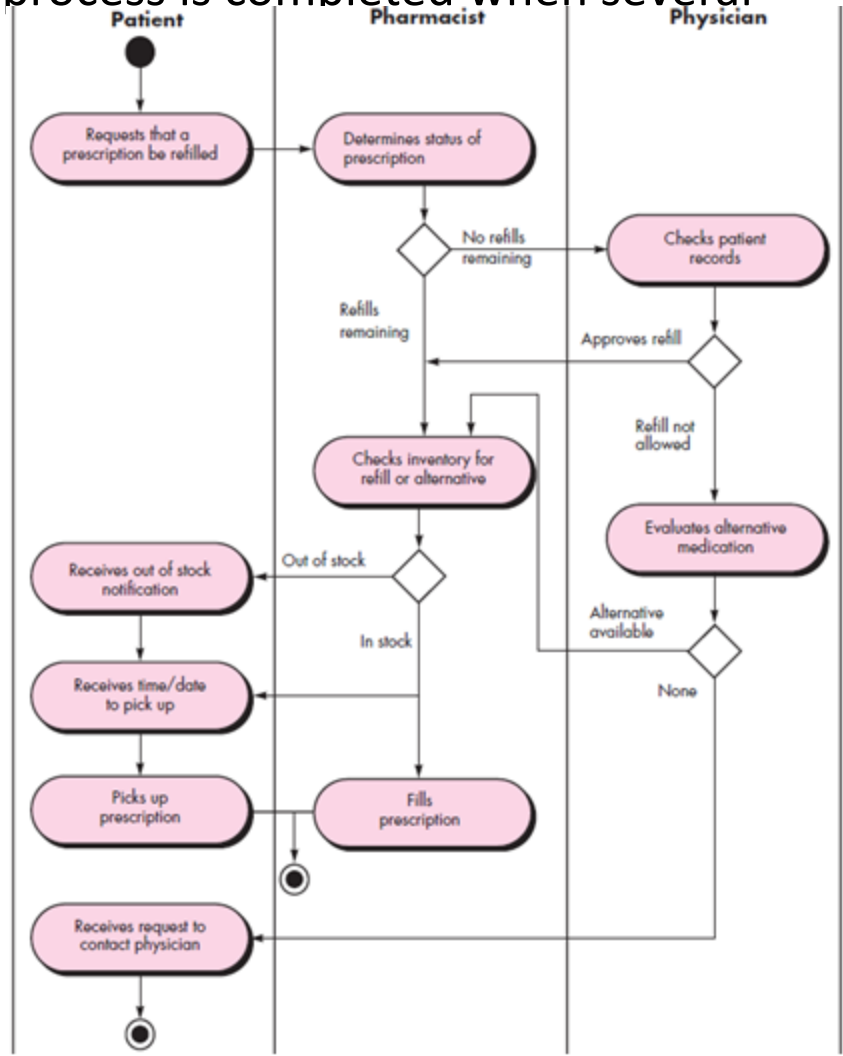 process is completed when several
Patient
Pharmacist
Physician
Requests that a
prescription be refilled
Determines status of
prescription
No refills
remaining
Checks patient
records
Refills
remaining
Approves refill
Refill not
allowed
Checks inventory for
refill or alternative
Evaluates alternative
medication
Out of stock
Receives out of stock
notification
In stock
Alternative
available
None
Receives time/date
to pick up
Picks up
prescription
Fills
prescription
Receives request to
contact physician